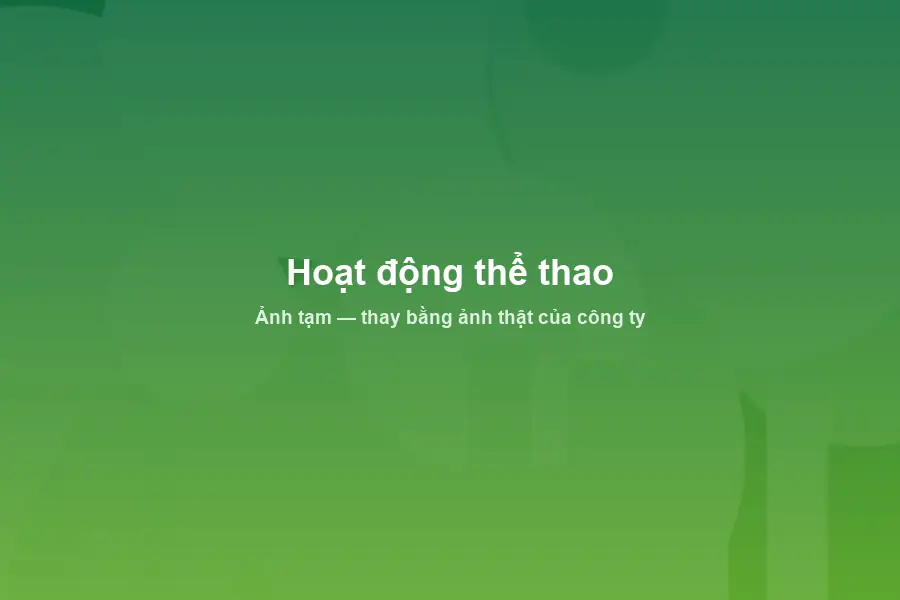 Hoạt động thể thao
Ảnh tạm — thay bằng ảnh thật của công ty